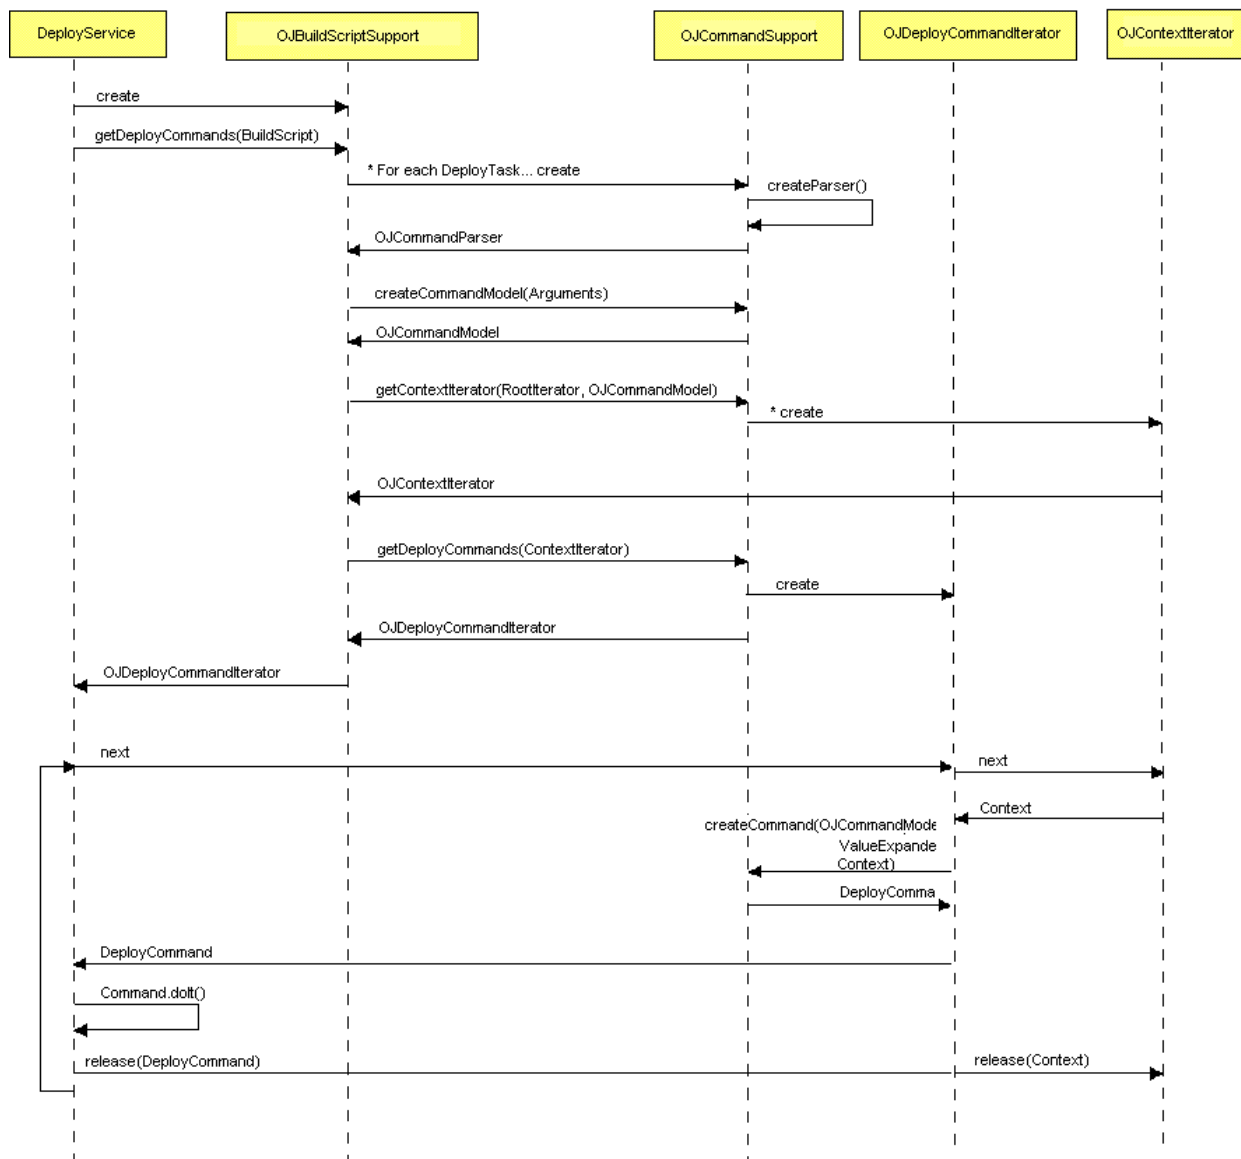 DeployService
OJBuildScriptSupport
OJCommandSupport
OJDeployCommandIterator
OJContextIterator
create
getDeployCommands(BuildScript)
* For each DeployTask... create
createParser()
OJCommandParser
createCommandModel(Arguments)
OJCommandModel
getContextIterator(RootIterator, OJCommandModel)
* create
OJContextIterator
getDeployCommands(ContextIterator)
create
OJDeployCommandIterator
OJDeployCommandIterator
next
next
Context
createCommand(OJCommandMode
ValueExpande
Context)
DeployComma
DeployCommand
Command.doIt()
release(DeployCommand)
release(Context)